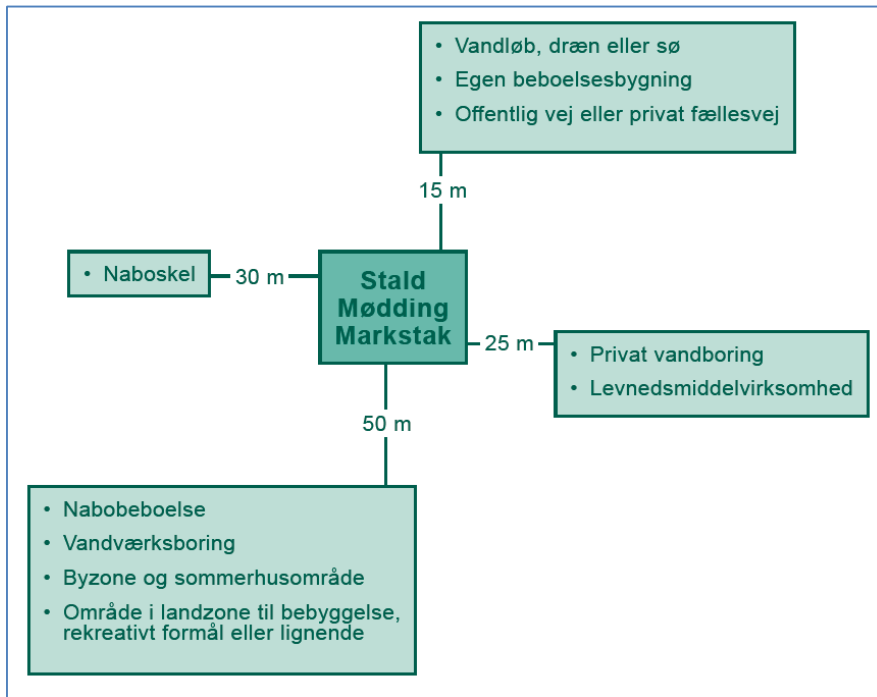 • Vandløb, dræn eller sø
• Egen beboelsesbygning
• Offentlig vej eller privat fællesvej
15 m
• Naboskel
30 m
Stald
Mødding
Markstak
25 m
• Privat vandboring
• Levnedsmiddelvirksomhed
50 m
• Nabobeboelse
• Vandværksboring
• Byzone og sommerhusområde
• Område i landzone til bebyggelse,
rekreativt formål eller lignende